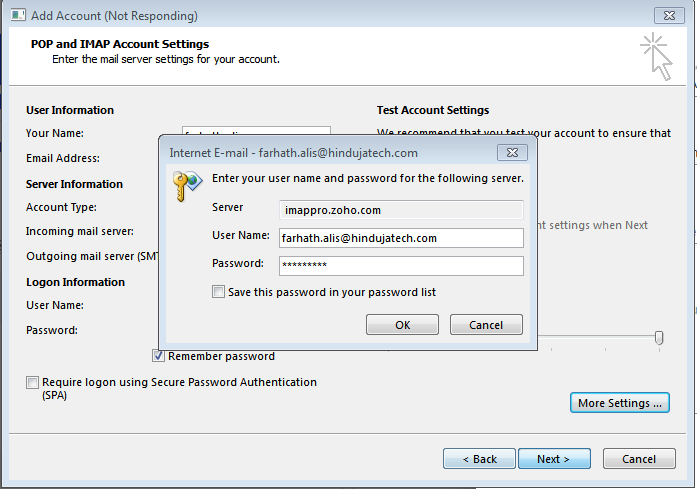 Add Account (Not Responding)
POP and IMAP Account Settings
Enter the mail server settings for your account.
User Information
Test Account Settings
Your Name:
We recommend that you test your account to ensure that
Email Address:
Server Information
Account Type:
Incoming mail server:
nt settings when Next
Outgoing mail server (SMT
Logon Information
User Name:
Password:
Remember password
Require logon using Secure Password Authentication
(SPA)
More Settings ...
< Back
Next >
Cancel
Internet E-mail - farhath.alis@hindujatech.com
Enter your user name and password for the following server.
Server
imappro.zoho.com
User Name:
farhath.alis@hindujatech.com
Password:
*********
Save this password in your password list
OK
Cancel